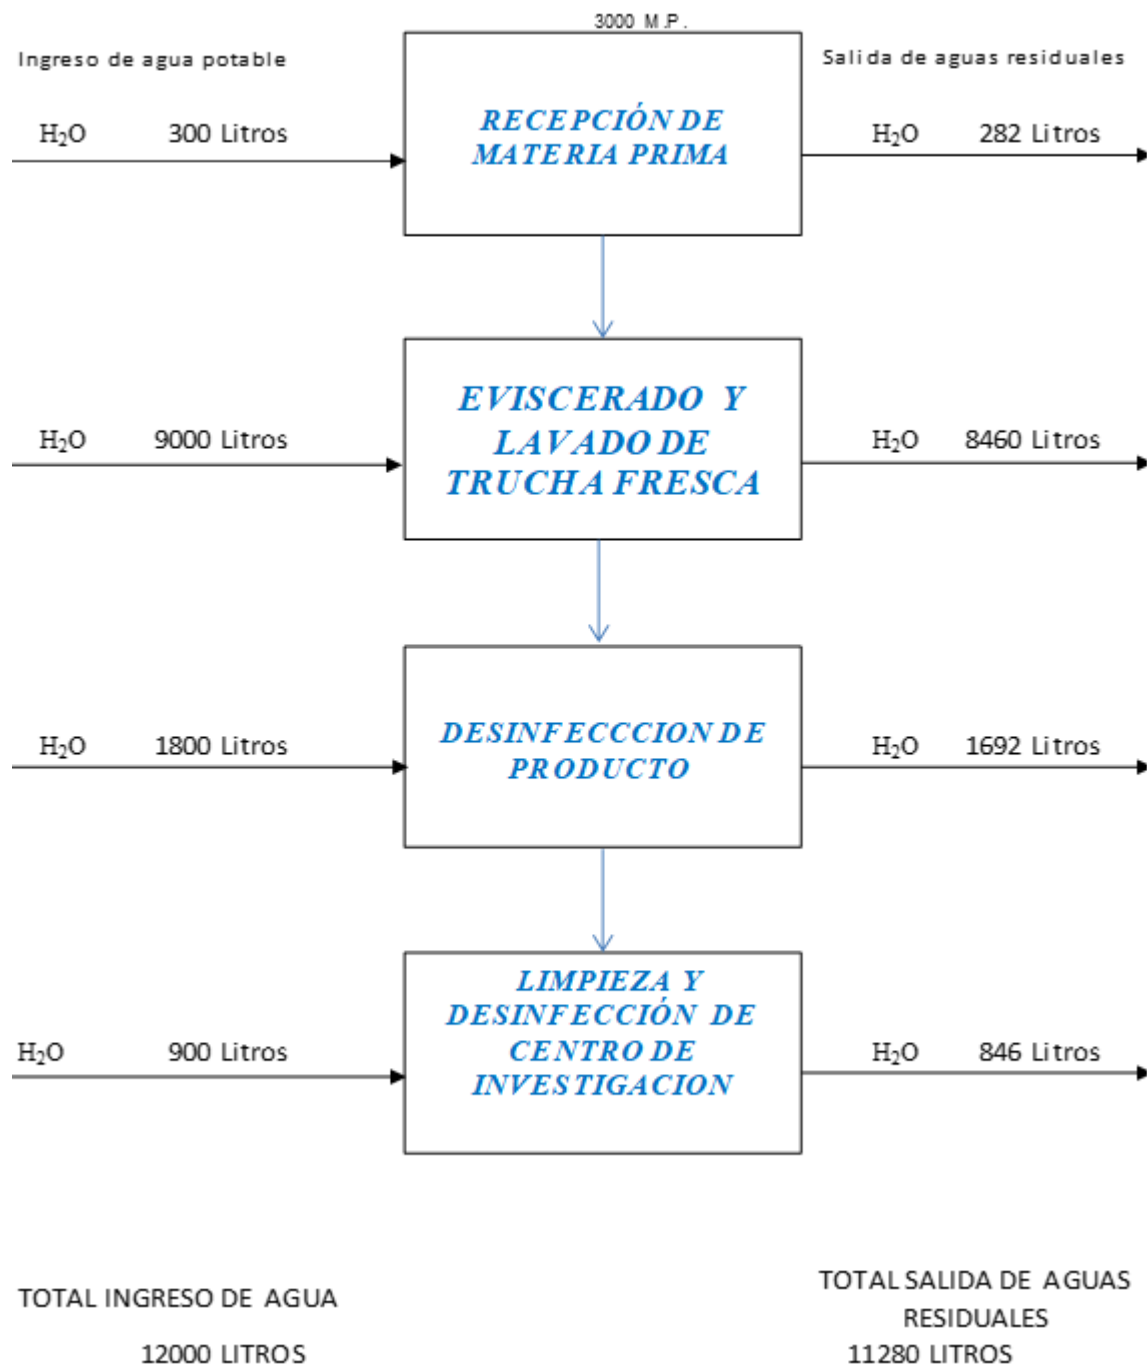 3000 M.P.
Ingreso de agua potable
Salida de aguas residuales
H₂O 300 Litros
RECEPCIÓN DE
MATERIA PRIMA
H₂O 282 Litros
H₂O 9000 Litros
EVISCERADO Y
LAVADO DE
TRUCHA FRESCA
H₂O 8460 Litros
H₂O 1800 Litros
DESINFECCCION DE
PRODUCTO
H₂O 1692 Litros
H₂O 900 Litros
LIMPIEZA Y
DESINFECCIÓN DE
CENTRO DE
INVESTIGACION
H₂O 846 Litros
TOTAL INGRESO DE AGUA
12000 LITROS
TOTAL SALIDA DE AGUAS
RESIDUALES
11280 LITROS